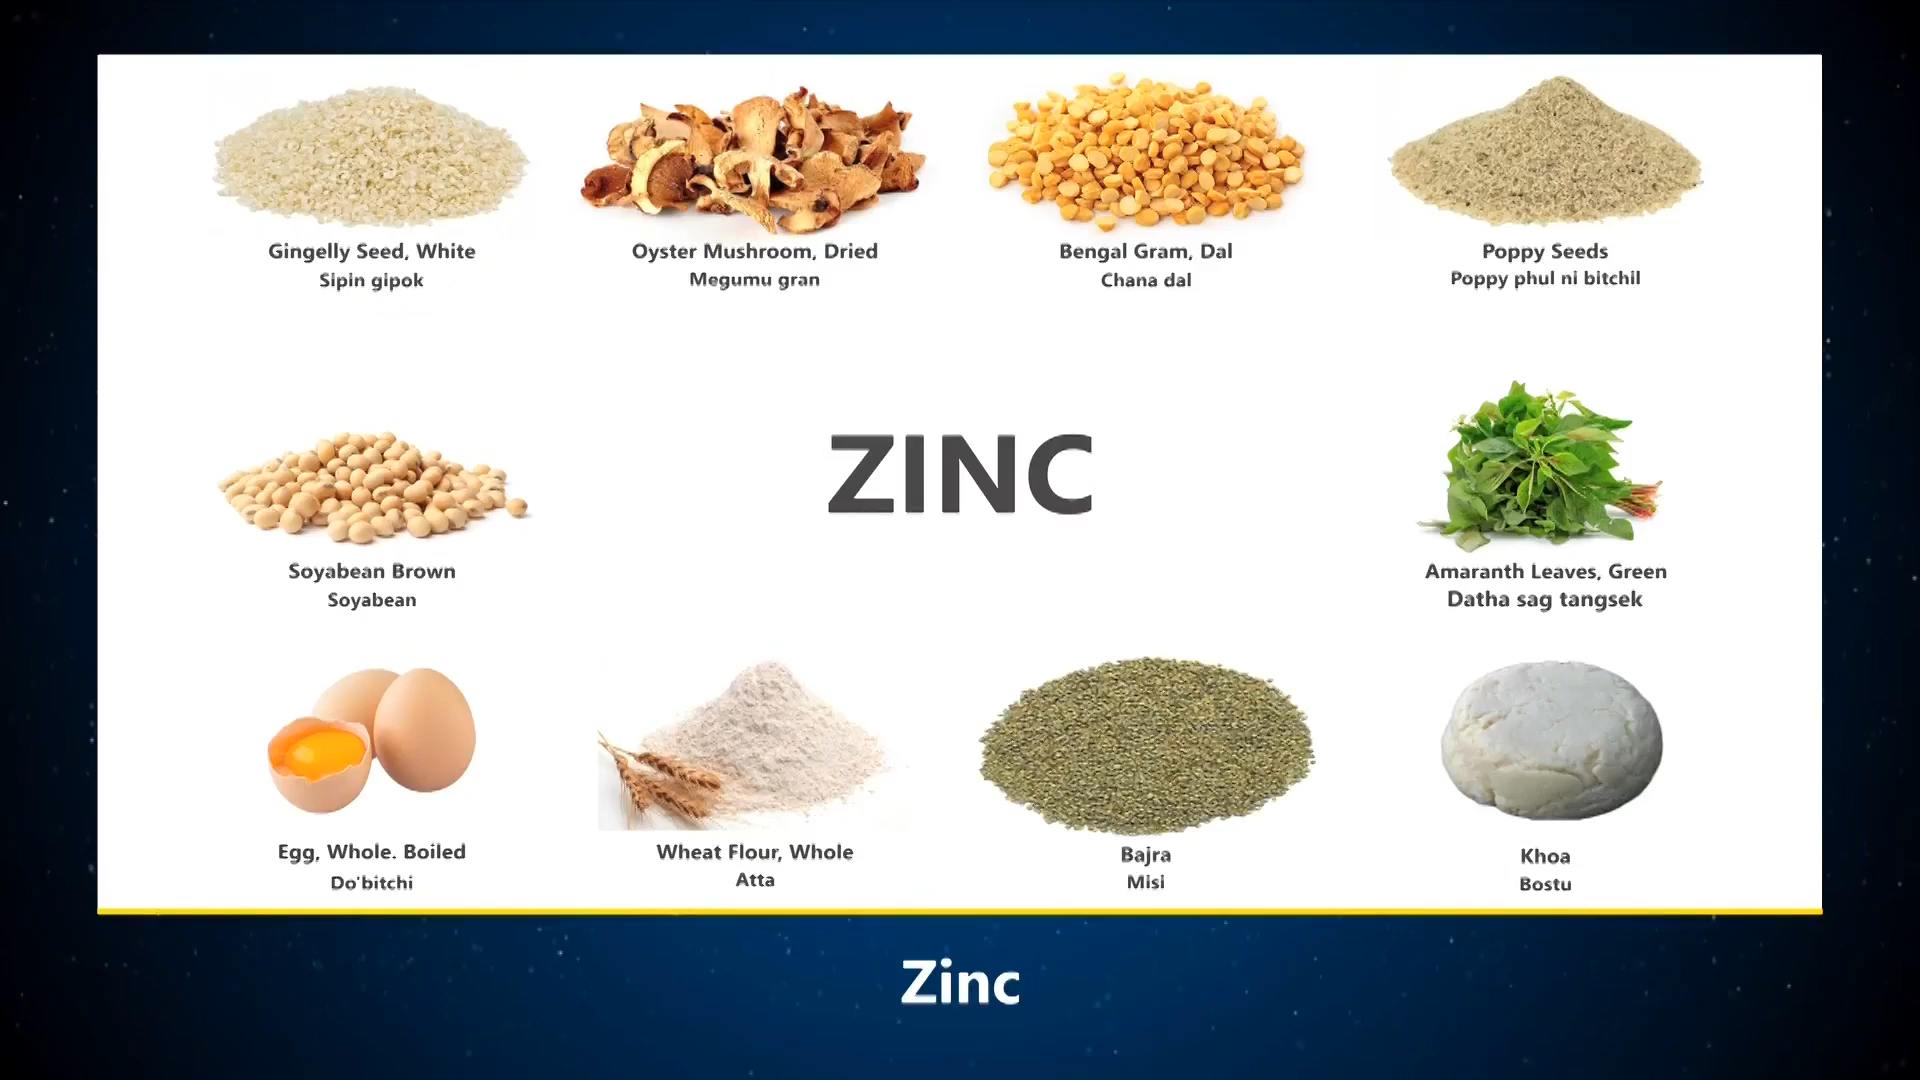 Gingelly Seed, White
Sipin gipok
Oyster Mushroom, Dried
Megumu gran
Bengal Gram, Dal
Chana dal
Poppy Seeds
Poppy phul ni bitchil
Soyabean Brown
Soyabean
ZINC
Amaranth Leaves, Green
Datha sag tangsek
Egg, Whole. Boiled
Do'bitchi
Wheat Flour, Whole
Atta
Bajra
Misi
Khoa
Bostu
Zinc